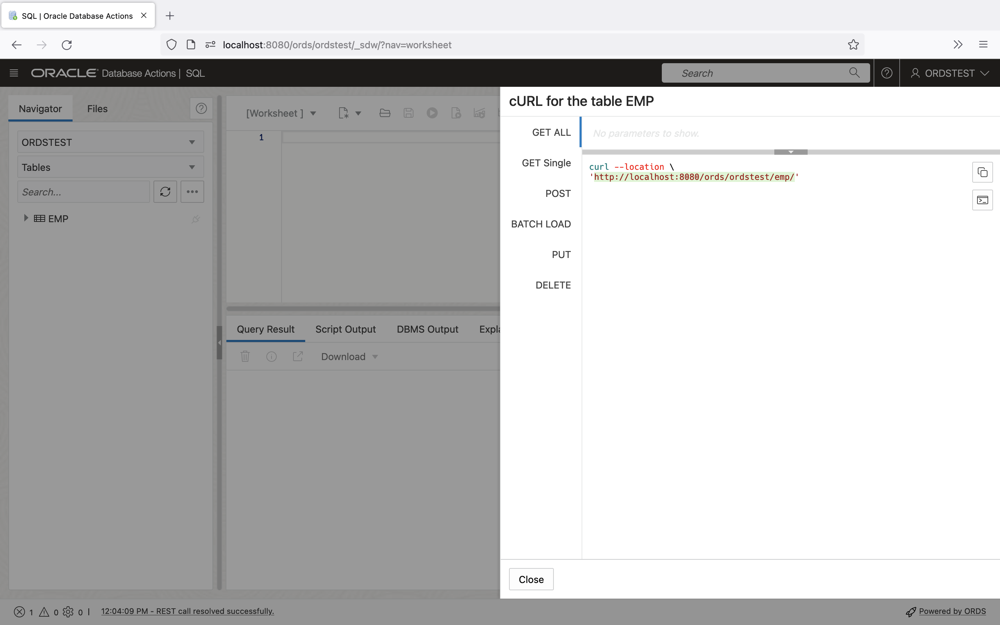 SQL | Oracle Database Actions
localhost:8080/ords/ordstest/_sdw/?nav=worksheet
ORACLE Database Actions | SQL
Search
ORDSTEST
Navigator
Files
ORDSTEST
Tables
Search...
EMP
[Worksheet ]
1
Query Result
Script Output
DBMS Output
Download
cURL for the table EMP
GET ALL
GET Single
POST
BATCH LOAD
PUT
DELETE
No parameters to show.
curl --location \
'http://localhost:8080/ords/ordstest/emp/'
Close
1 0 0 | 12:04:09 PM - REST call resolved successfully.
Powered by ORDS